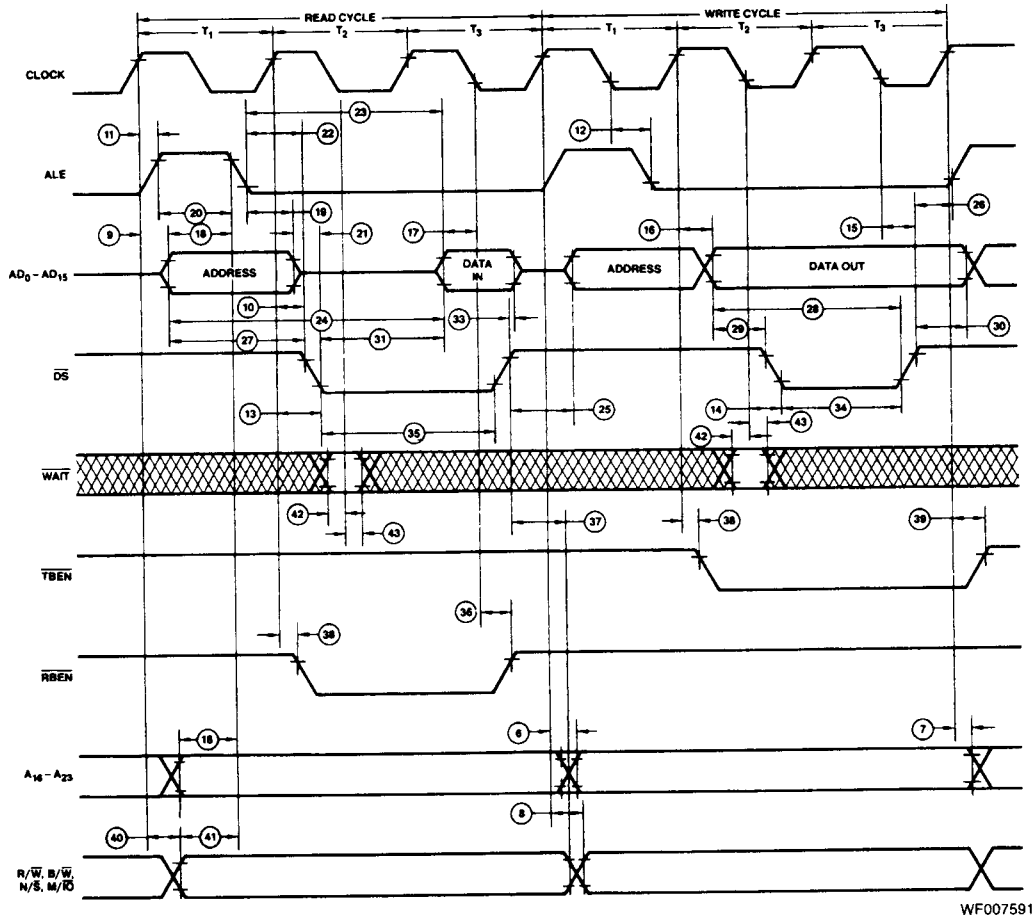 READ CYCLE WRITE CYCLE
T1 T2 T3 T1 T2 T3
CLOCK
23
11 22 12
ALE
20 19 26
9 18 21 17 16 15
AD0 – AD15 ADDRESS DATA IN ADDRESS DATA OUT
10 28
24 33
27 31 29 30
DS
13 25 14 34 43
35 42
WAIT
42 43 37 38 39
TBEN
36
38
RBEN
18 6 7
A16 – A23
8
40 41
R/W, B/W,
N/S, M/IO
WF007591